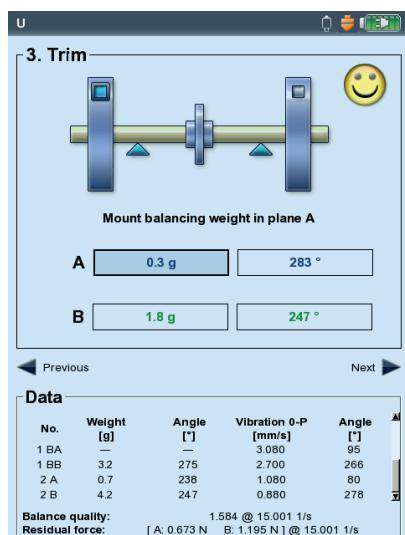 U
3. Trim
Mount balancing weight in plane A
A 0.3 g 283 °
B 1.8 g 247 °
Previous Next
Data
No. Weight [g] Angle [°] Vibration 0-P [mm/s] Angle [°]
1 BA — — 3.080 95
1 BB 3.2 275 2.700 266
2 A 0.7 238 1.080 80
2 B 4.2 247 0.880 278
Balance quality: 1.584 @ 15.001 1/s
Residual force: [ A: 0.673 N B: 1.195 N ] @ 15.001 1/s